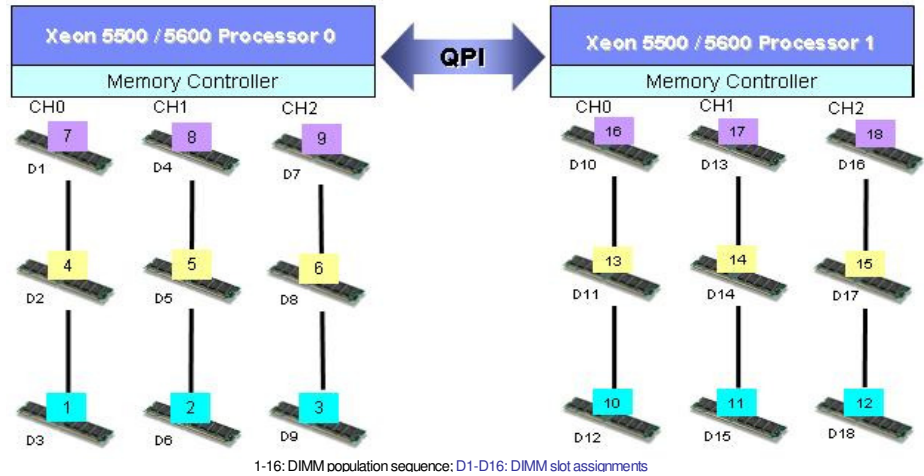 Xeon 5500 / 5600 Processor 0
QPI
Xeon 5500 / 5600 Processor 1
Memory Controller
Memory Controller
CH0 CH1 CH2
CH0 CH1 CH2
7 8 9
16 17 18
D1 D4 D7
D10 D13 D16
4 5 6
13 14 15
D2 D5 D8
D11 D14 D17
1 2 3
10 11 12
D3 D6 D9
D12 D15 D18
1-16: DIMM population sequence; D1-D16: DIMM slot assignments